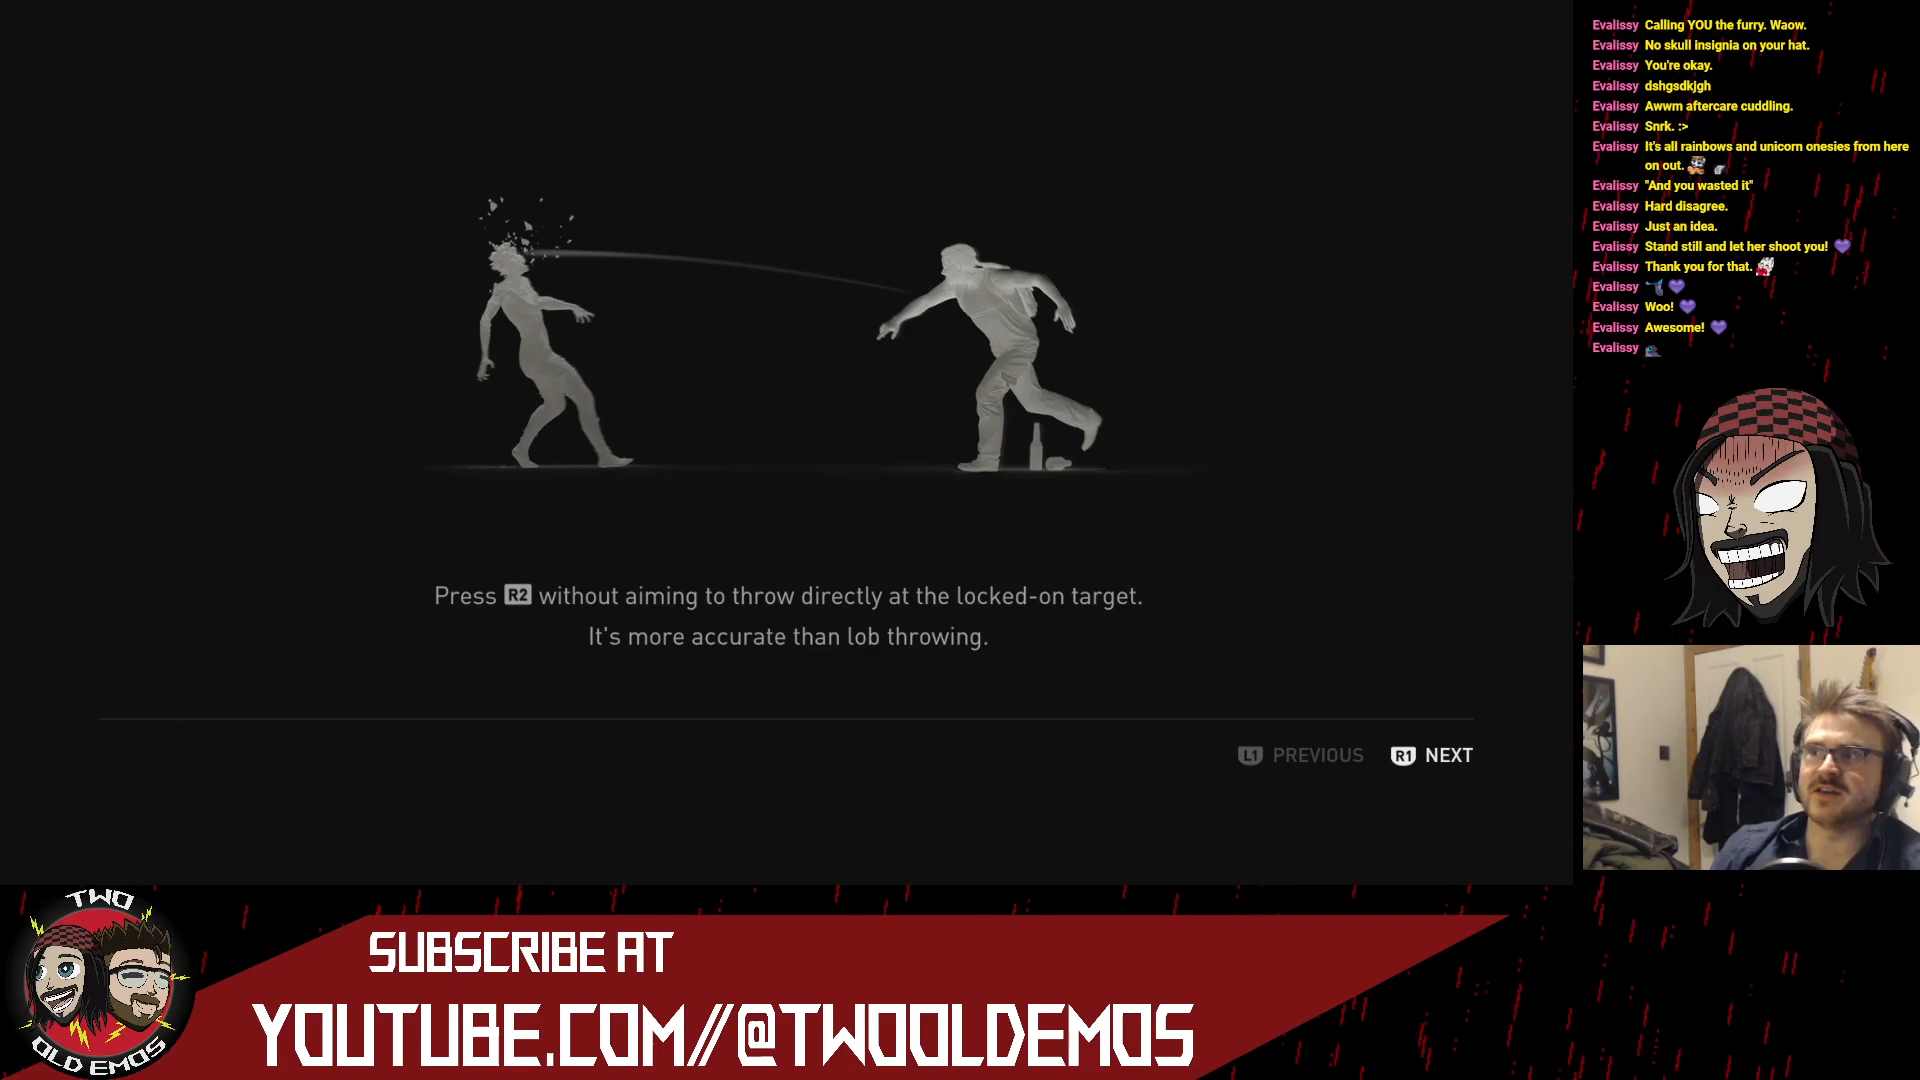 Evalissy Calling YOU the furry. Waow.
Evalissy No skull insignia on your hat.
Evalissy You're okay.
Evalissy dshgsdkjgh
Evalissy Awwm aftercare cuddling.
Evalissy Snrk. :>
Evalissy It's all rainbows and unicorn onesies from here
on out.
Evalissy "And you wasted it"
Evalissy Hard disagree.
Evalissy Just an idea.
Evalissy Stand still and let her shoot you!
Evalissy Thank you for that.
Evalissy
Evalissy Woo!
Evalissy Awesome!
Evalissy
Press R2 without aiming to throw directly at the locked-on target.
It's more accurate than lob throwing.
L1 PREVIOUS R1 NEXT
TWO
OLD EMOS
SUBSCRIBE AT
YOUTUBE.COM//@TWOOLDEMOS